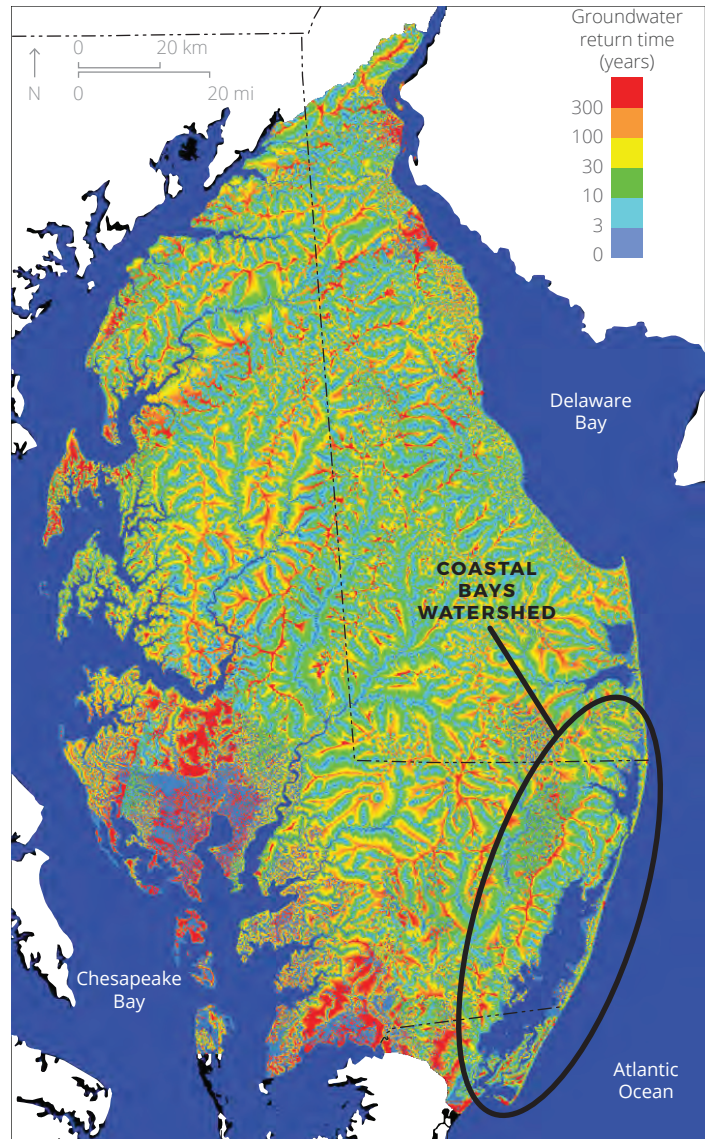 Groundwater
return time
(years)
300
100
30
10
3
0
0 20 km
N 0 20 mi
Delaware
Bay
COASTAL
BAYS
WATERSHED
Chesapeake
Bay
Atlantic
Ocean